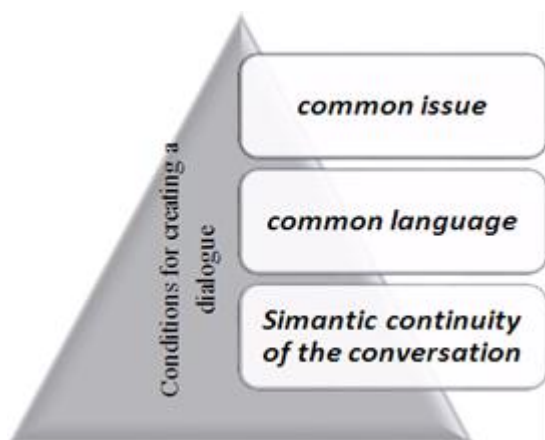 Conditions for creating a
dialogue
common issue
common language
Simantic continuity
of the conversation